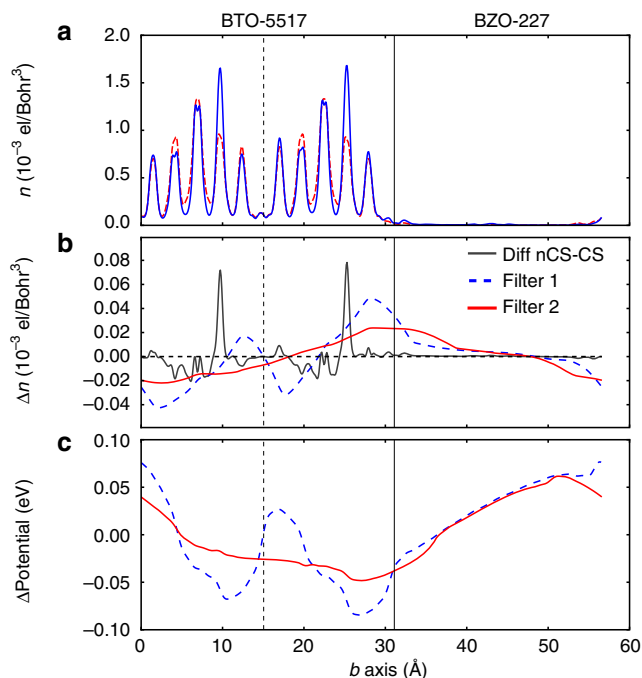 BTO-5517 BZO-227
a
2.0
1.5
1.0
0.5
0.0
n (10⁻³ el/Bohr³)
b
0.08
0.06
0.04
0.02
0.00
−0.02
−0.04
Δn (10⁻³ el/Bohr³)
Diff nCS-CS
Filter 1
Filter 2
c
0.10
0.05
0.00
−0.05
−0.10
ΔPotential (eV)
0 10 20 30 40 50 60
b axis (Å)